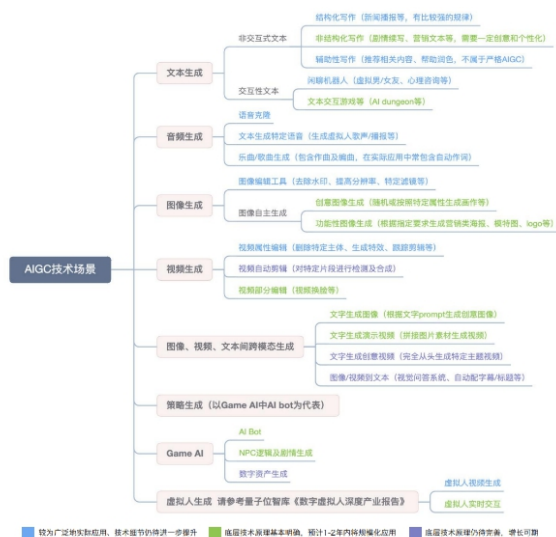 结构化写作（新闻播报等，有比较强的规律）
非交互式文本
非结构化写作（剧情续写、营销文本等，需要一定创意和个性化）
辅助性写作（推荐相关内容、帮助润色，不属于严格AIGC）
文本生成
闲聊机器人（虚拟男/女友、心理咨询等）
交互性文本
文本交互游戏等（AI dungeon等）
语音克隆
音频生成
文本生成特定语音（生成虚拟人歌声/播报等）
乐曲/歌曲生成（包含作曲及编曲，在实际应用中常包含自动作词）
图像编辑工具（去除水印、提高分辨率、特定滤镜等）
图像生成
创意图像生成（随机或按照特定属性生成画作等）
图像自主生成
功能性图像生成（根据指定要求生成营销类海报、模特图、logo等）
视频属性编辑（删除特定主体、生成特效、跟踪剪辑等）
AIGC技术场景
视频生成
视频自动剪辑（对特定片段进行检测及合成）
视频部分编辑（视频换脸等）
文字生成图像（根据文字prompt生成创意图像）
文字生成演示视频（拼接图片素材生成视频）
图像、视频、文本间跨模态生成
文字生成创意视频（完全从头生成特定主题视频）
图像/视频到文本（视觉问答系统、自动配字幕/标题等）
策略生成（以Game AI中AI bot为代表）
AI Bot
Game AI
NPC逻辑及剧情生成
数字资产生成
虚拟人视频生成
虚拟人生成 请参考量子位智库《数字虚拟人深度产业报告》
虚拟人实时交互
较为广泛地实际应用，技术细节仍待进一步提升
底层技术原理基本明确，预计1-2年内将规模化应用
底层技术原理仍待完善，增长可期